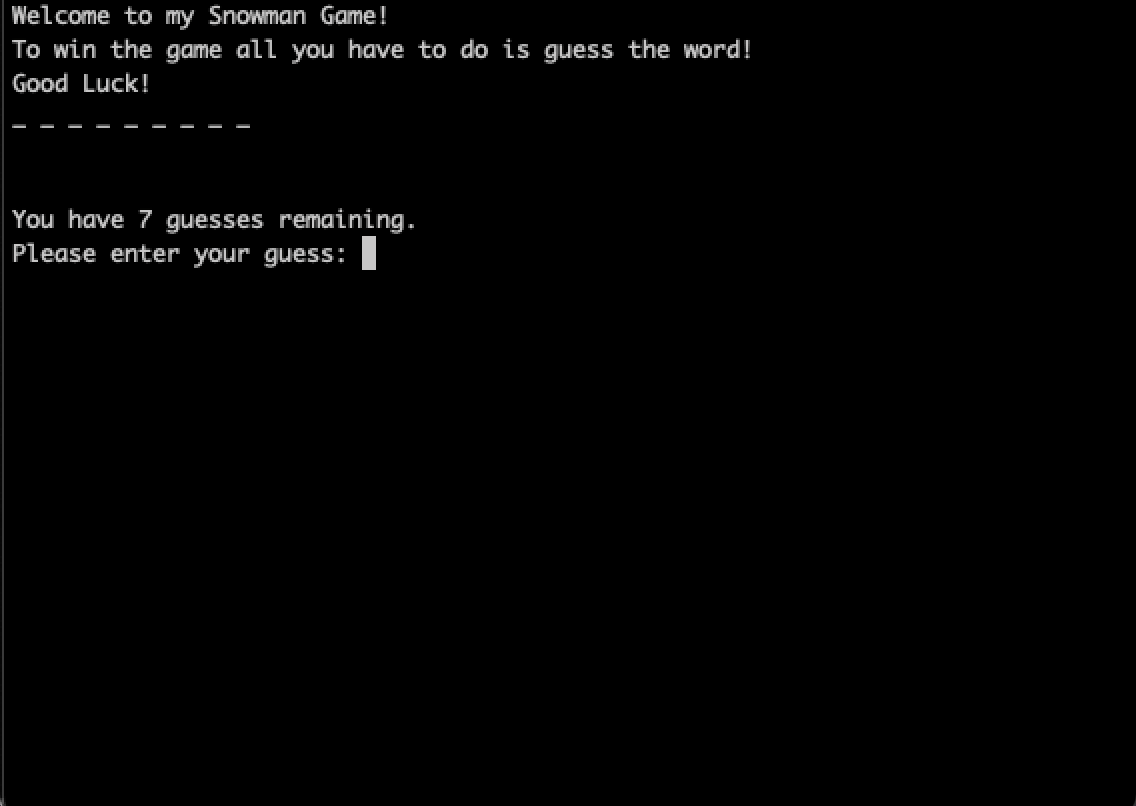 Welcome to my Snowman Game!
To win the game all you have to do is guess the word!
Good Luck!
_ _ _ _ _ _ _ _ _
You have 7 guesses remaining.
Please enter your guess: